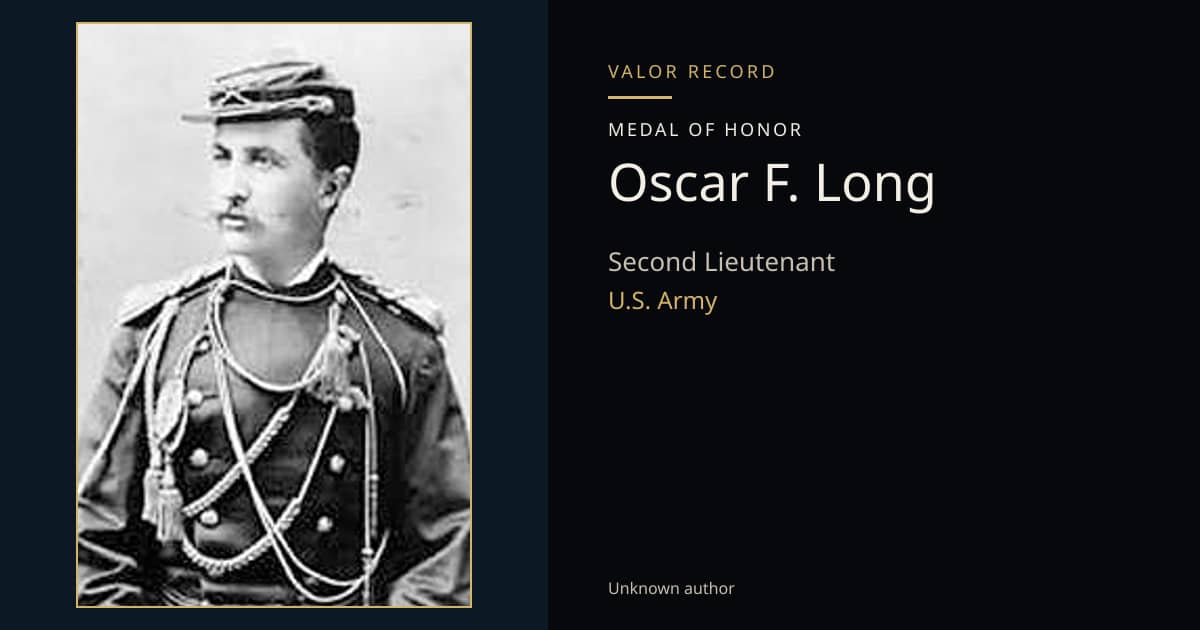 VALOR RECORD
MEDAL OF HONOR
Oscar F. Long
Second Lieutenant
U.S. Army
Unknown author